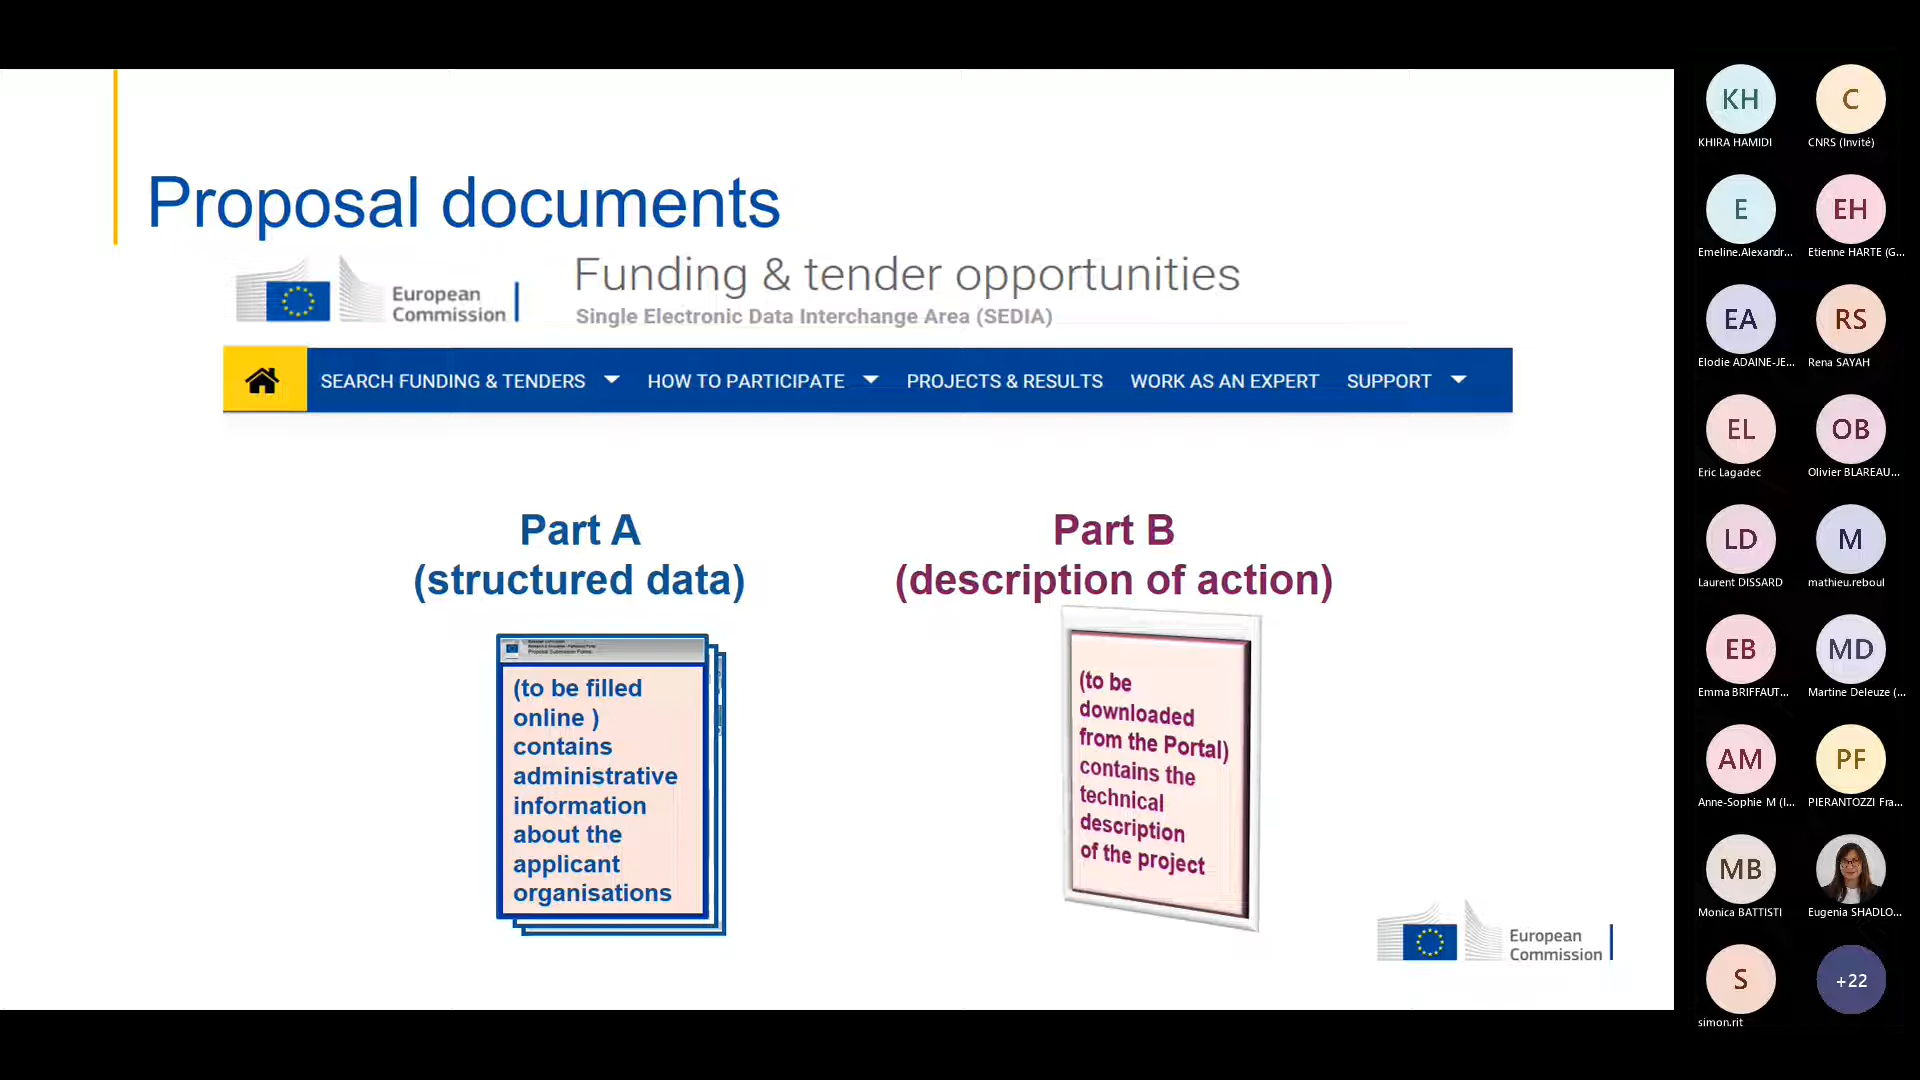 Proposal documents
European
Commission
Funding & tender opportunities
Single Electronic Data Interchange Area (SEDIA)
SEARCH FUNDING & TENDERS
HOW TO PARTICIPATE
PROJECTS & RESULTS
WORK AS AN EXPERT
SUPPORT
Part A
(structured data)
(to be filled
online )
contains
administrative
information
about the
applicant
organisations
Part B
(description of action)
(to be
downloaded
from the Portal)
contains the
technical
description
of the project
European
Commission
KH
KHIRA HAMIDI
C
CNRS (Invité)
E
Emeline.Alexandr...
EH
Etienne HARTE (G...
EA
Elodie ADAINE-JE...
RS
Rena SAYAH
EL
Eric Lagadec
OB
Olivier BLAREAU...
LD
Laurent DISSARD
M
mathieu.reboul
EB
Emma BRIFFAUT...
MD
Martine Deleuze (...
AM
Anne-Sophie M (I...
PF
PIERANTOZZI Fra...
MB
Monica BATTISTI
Eugenia SHADLO...
S
simon.rit
+22